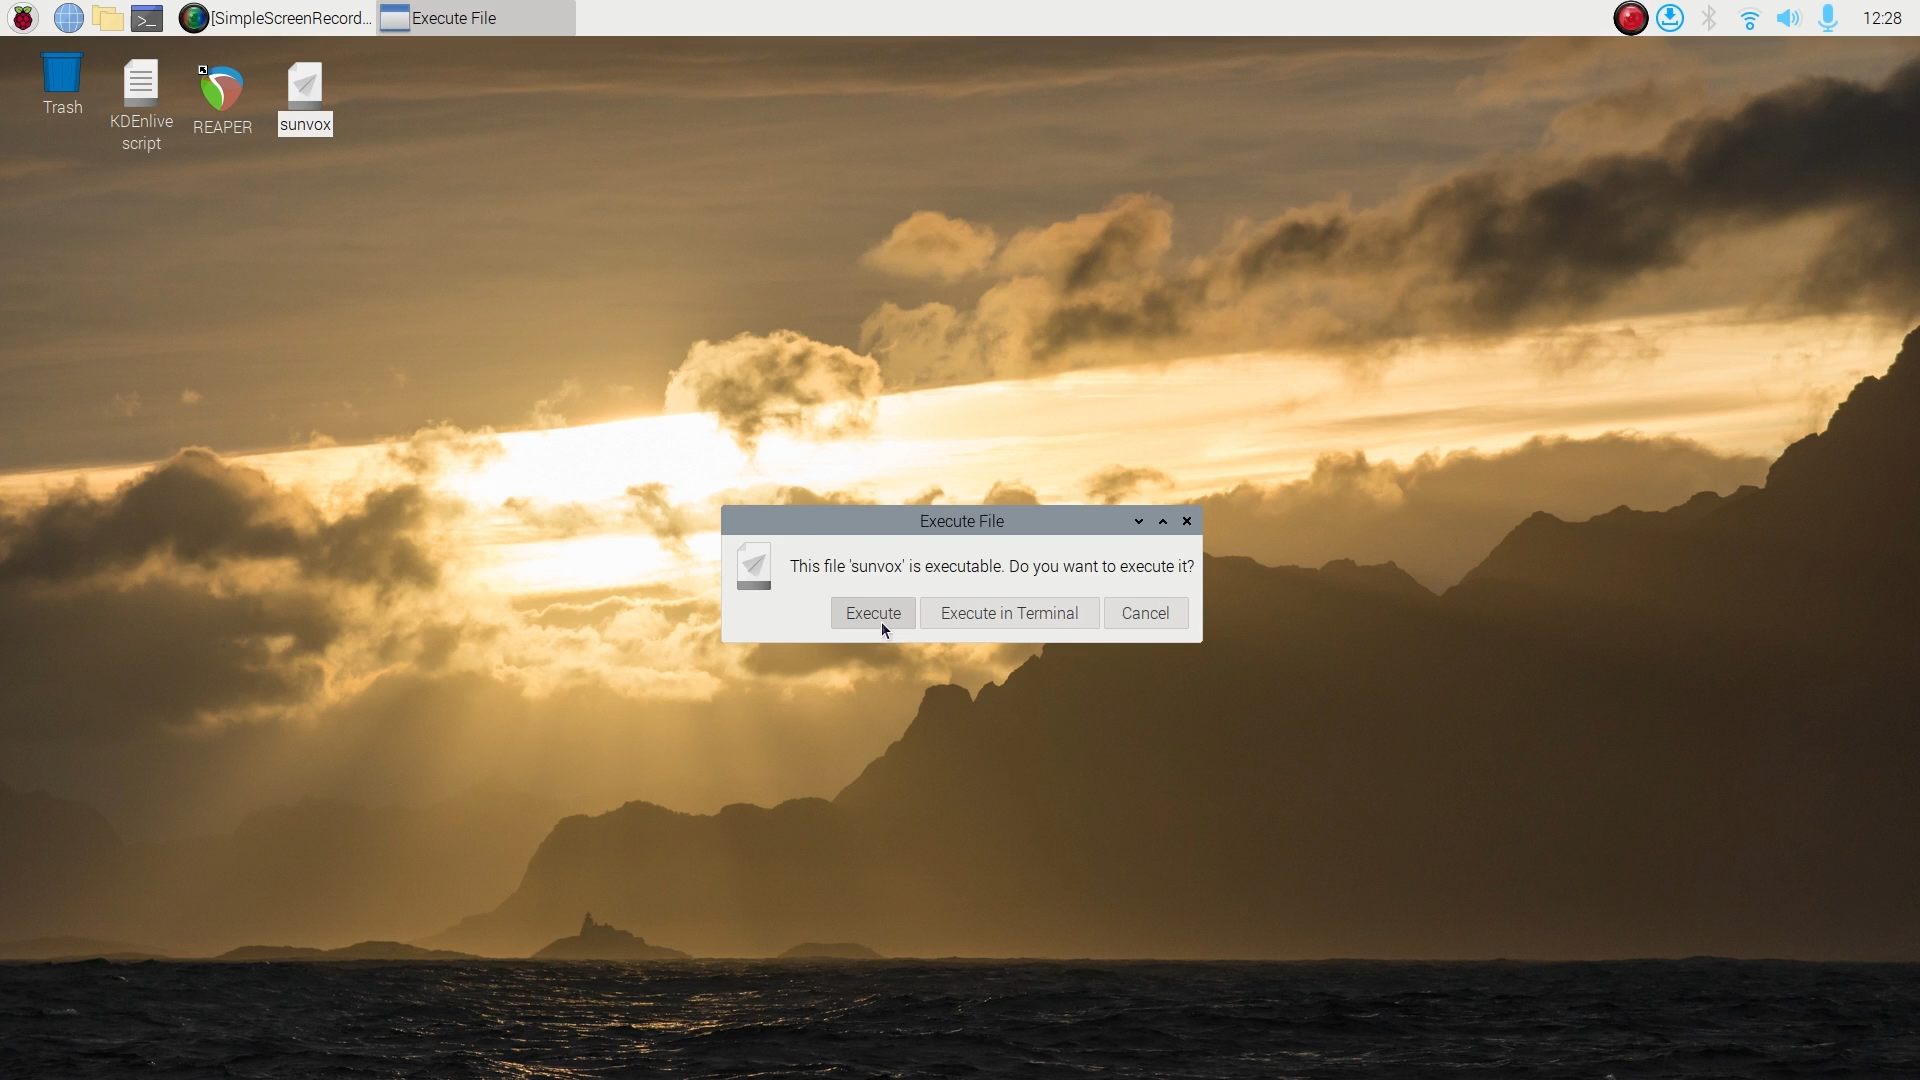 [SimpleScreenRecord...
Execute File
12:28
Trash
KDEnlive
script
REAPER
sunvox
Execute File
This file 'sunvox' is executable. Do you want to execute it?
Execute
Execute in Terminal
Cancel